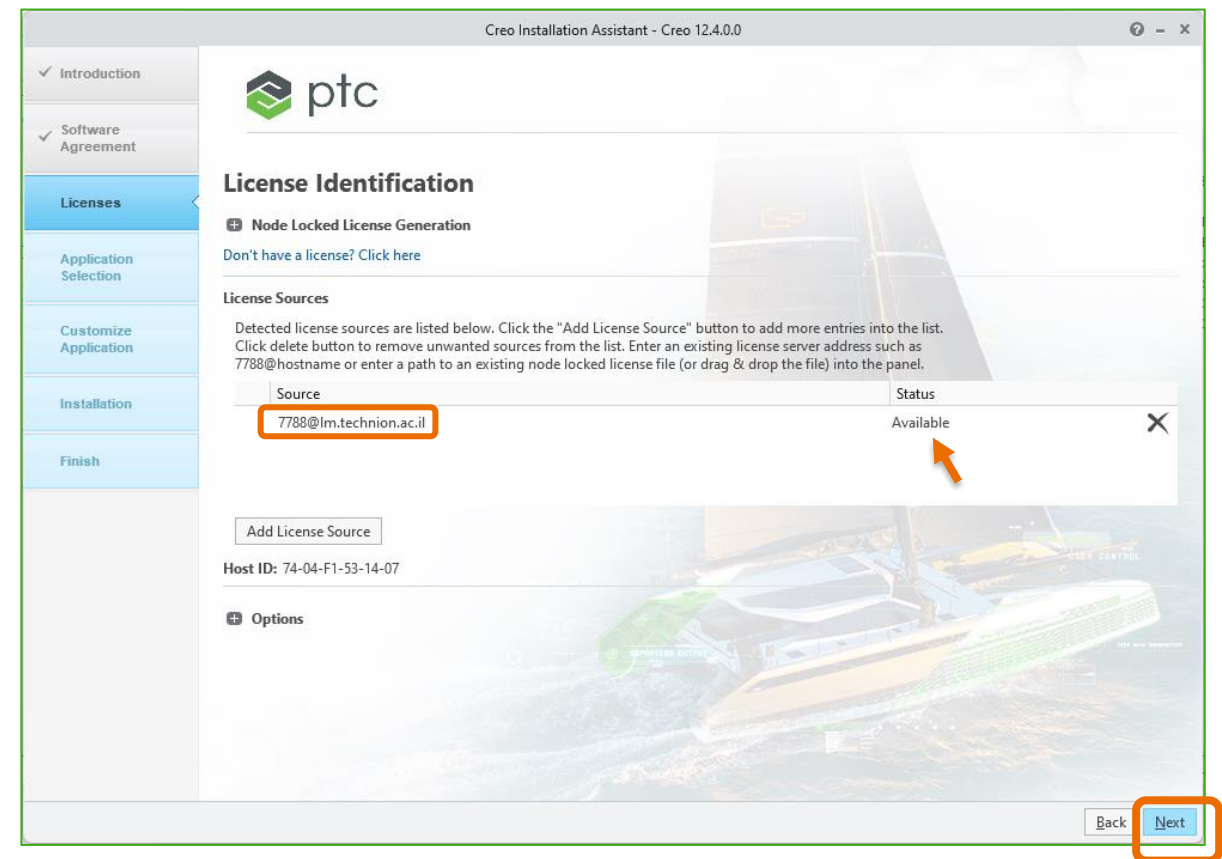 Creo Installation Assistant - Creo 12.4.0.0
Introduction
Software
Agreement
Licenses
Application
Selection
Customize
Application
Installation
Finish
ptc
License Identification
Node Locked License Generation
Don't have a license? Click here
License Sources
Detected license sources are listed below. Click the "Add License Source" button to add more entries into the list.
Click delete button to remove unwanted sources from the list. Enter an existing license server address such as
7788@hostname or enter a path to an existing node locked license file (or drag & drop the file) into the panel.
Source Status
7788@lm.technion.ac.il Available
Add License Source
Host ID: 74-04-F1-53-14-07
Options
USER CONTROL
Back Next